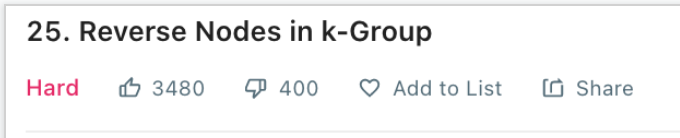 25. Reverse Nodes in k-Group
Hard 3480 400 Add to List Share